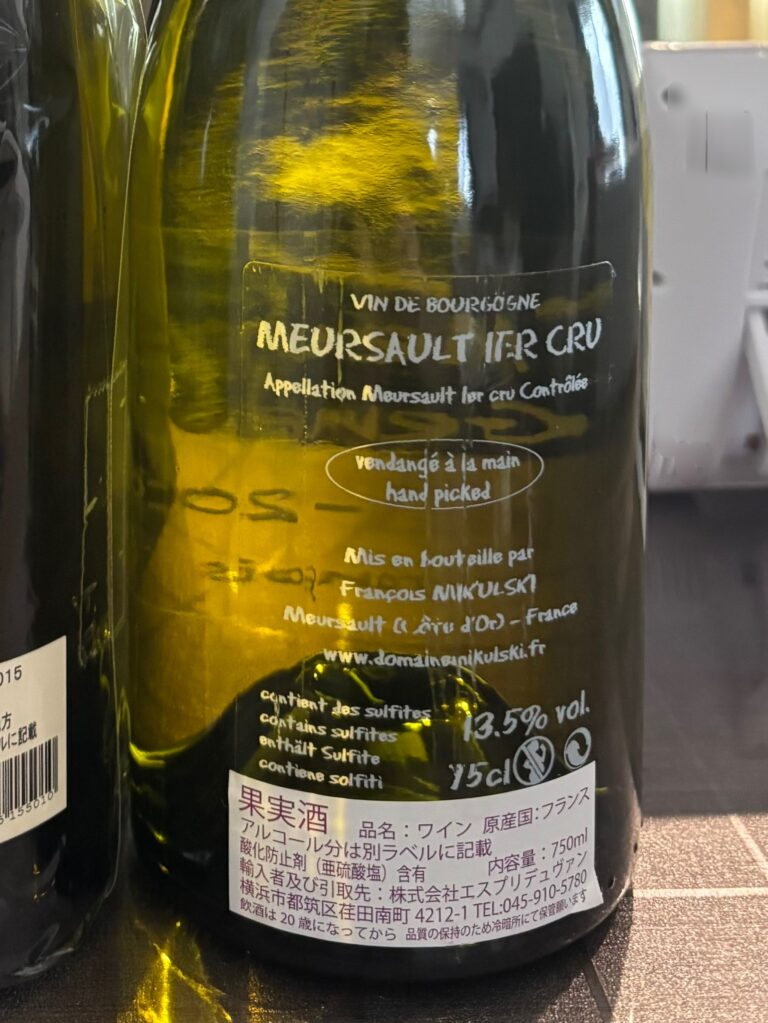 VIN DE BOURGOGNE
MEURSAULT 1ER CRU
Appellation Meursault 1er cru Contrôlée
vendangé à la main
hand picked
Mis en bouteille par
François MIKULSKI
Meursault (Côte d'Or) - France
www.domainemikulski.fr
contient des sulfites
contains sulfites
enthält Sulfite
contiene solfiti
13.5% vol.
75cl
果実酒 品名：ワイン 原産国：フランス
アルコール分は別ラベルに記載
酸化防止剤（亜硫酸塩）含有 内容量：750ml
輸入者及び引取先：株式会社エスプリデュヴァン
横浜市都筑区荏田南町 4212-1 TEL:045-910-5780
飲酒は 20 歳になってから 品質の保持のため冷暗所にて保管願います
015
方
ルに記載
155010